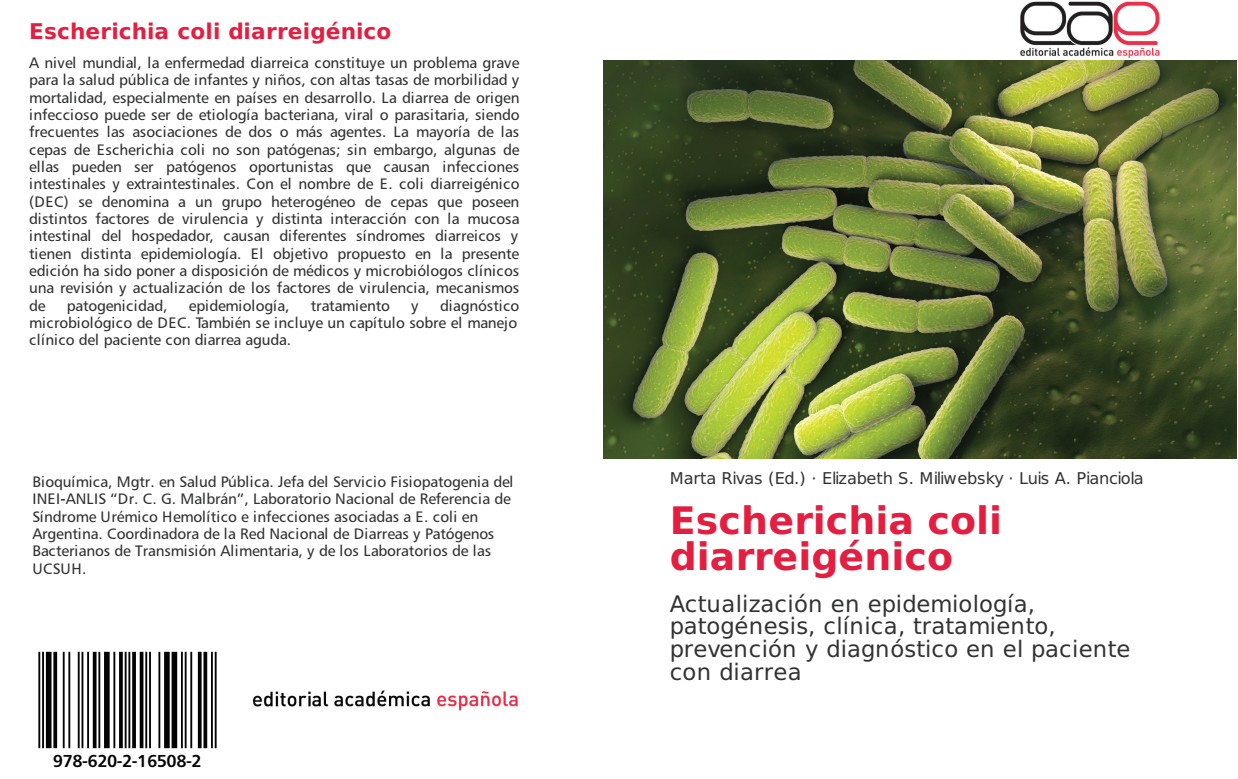 Escherichia coli diarreigénico
A nivel mundial, la enfermedad diarreica constituye un problema grave
para la salud pública de infantes y niños, con altas tasas de morbilidad y
mortalidad, especialmente en países en desarrollo. La diarrea de origen
infeccioso puede ser de etiología bacteriana, viral o parasitaria, siendo
frecuentes las asociaciones de dos o más agentes. La mayoría de las
cepas de Escherichia coli no son patógenas; sin embargo, algunas de
ellas pueden ser patógenos oportunistas que causan infecciones
intestinales y extraintestinales. Con el nombre de E. coli diarreigénico
(DEC) se denomina a un grupo heterogéneo de cepas que poseen
distintos factores de virulencia y distinta interacción con la mucosa
intestinal del hospedador, causan diferentes síndromes diarreicos y
tienen distinta epidemiología. El objetivo propuesto en la presente
edición ha sido poner a disposición de médicos y microbiólogos clínicos
una revisión y actualización de los factores de virulencia, mecanismos
de patogenicidad, epidemiología, tratamiento y diagnóstico
microbiológico de DEC. También se incluye un capítulo sobre el manejo
clínico del paciente con diarrea aguda.
Bioquímica, Mgtr. en Salud Pública. Jefa del Servicio Fisiopatogenia del
INEI-ANLIS “Dr. C. G. Malbrán”, Laboratorio Nacional de Referencia de
Síndrome Urémico Hemolítico e infecciones asociadas a E. coli en
Argentina. Coordinadora de la Red Nacional de Diarreas y Patógenos
Bacterianos de Transmisión Alimentaria, y de los Laboratorios de las
UCSUH.
978-620-2-16508-2
editorial académica española
eae
editorial académica española
Marta Rivas (Ed.) · Elizabeth S. Miliwebsky · Luis A. Pianciola
Escherichia coli
diarreigénico
Actualización en epidemiología,
patogénesis, clínica, tratamiento,
prevención y diagnóstico en el paciente
con diarrea